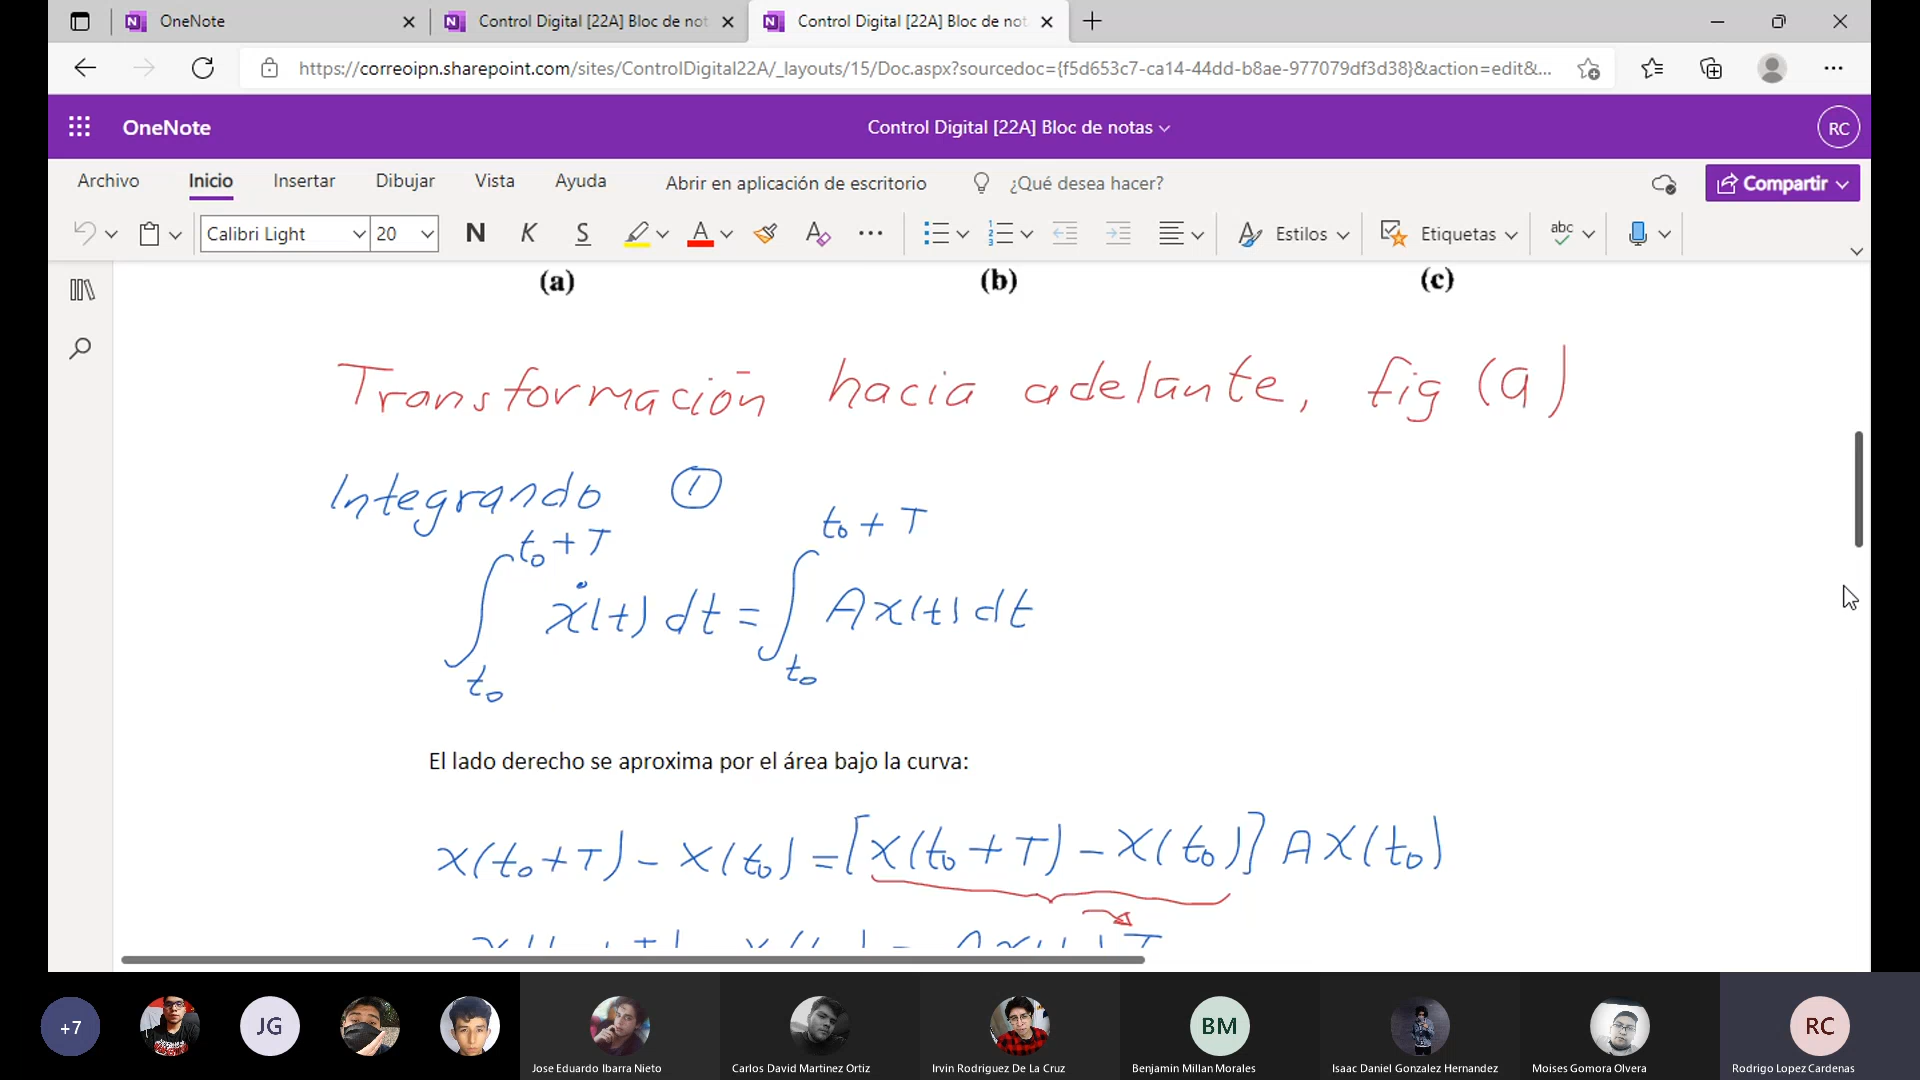 OneNote
Control Digital [22A] Bloc de not
Control Digital [22A] Bloc de not
https://correoipn.sharepoint.com/sites/ControlDigital22A/_layouts/15/Doc.aspx?sourcedoc={f5d653c7-ca14-44dd-b8ae-977079df3d38}&action=edit&...
OneNote
Control Digital [22A] Bloc de notas
RC
Archivo Inicio Insertar Dibujar Vista Ayuda Abrir en aplicación de escritorio ¿Qué desea hacer? Compartir
Calibri Light 20 N K S A A ... Estilos Etiquetas abc
(a) (b) (c)
Transformación hacia adelante, fig (a)
Integrando ①
∫_{t₀}^{t₀+T} ẋ(t) dt = ∫_{t₀}^{t₀+T} A x(t) dt
El lado derecho se aproxima por el área bajo la curva:
x(t₀+T) - x(t₀) = [x(t₀+T) - x(t₀)] A x(t₀)
+7 JG BM RC
Jose Eduardo Ibarra Nieto Carlos David Martinez Ortiz Irvin Rodriguez De La Cruz Benjamin Millan Morales Isaac Daniel Gonzalez Hernandez Moises Gomora Olvera Rodrigo Lopez Cardenas